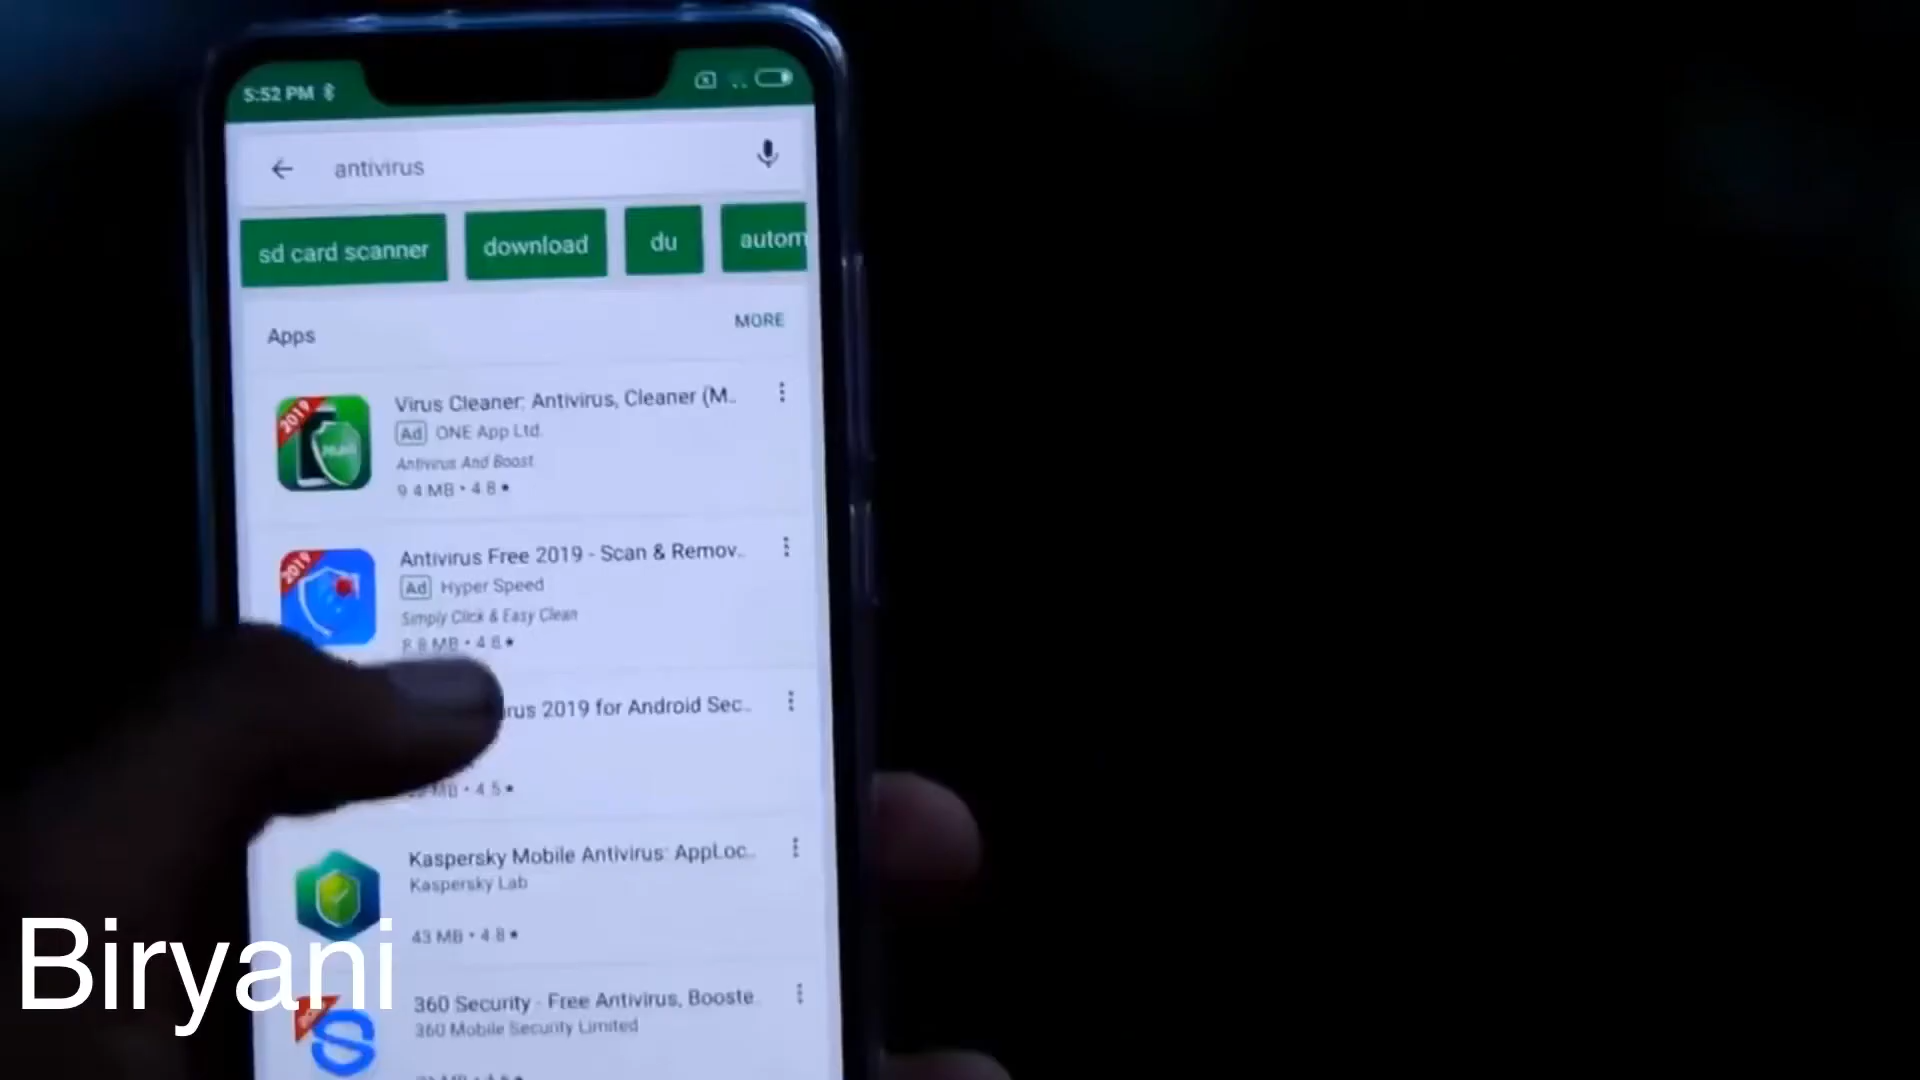 5:52 PM
antivirus
sd card scanner
download
du
autom
Apps
MORE
2019
Virus Cleaner: Antivirus, Cleaner (M..
Ad ONE App Ltd.
Antivirus And Boost
9.4 MB • 4.8 ★
2019
Antivirus Free 2019 - Scan & Remov..
Ad Hyper Speed
Simply Click & Easy Clean
8.8 MB • 4.6 ★
rus 2019 for Android Sec..
MB • 4.5 ★
Kaspersky Mobile Antivirus: AppLoc..
Kaspersky Lab
43 MB • 4.8 ★
360 Security - Free Antivirus, Booste..
360 Mobile Security Limited
Biryani